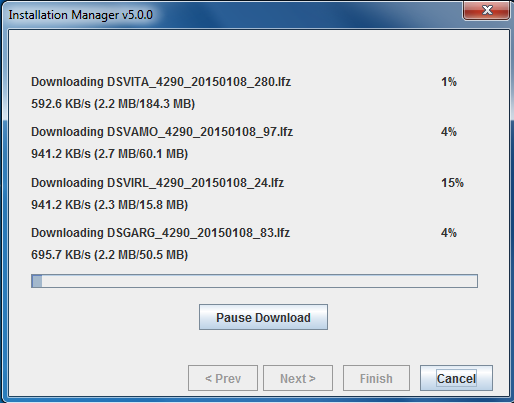 Installation Manager v5.0.0
Downloading DSVITA_4290_20150108_280.lfz 1%
592.6 KB/s (2.2 MB/184.3 MB)
Downloading DSVAMO_4290_20150108_97.lfz 4%
941.2 KB/s (2.7 MB/60.1 MB)
Downloading DSVIRL_4290_20150108_24.lfz 15%
941.2 KB/s (2.3 MB/15.8 MB)
Downloading DSGARG_4290_20150108_83.lfz 4%
695.7 KB/s (2.2 MB/50.5 MB)
Pause Download
< Prev Next > Finish Cancel